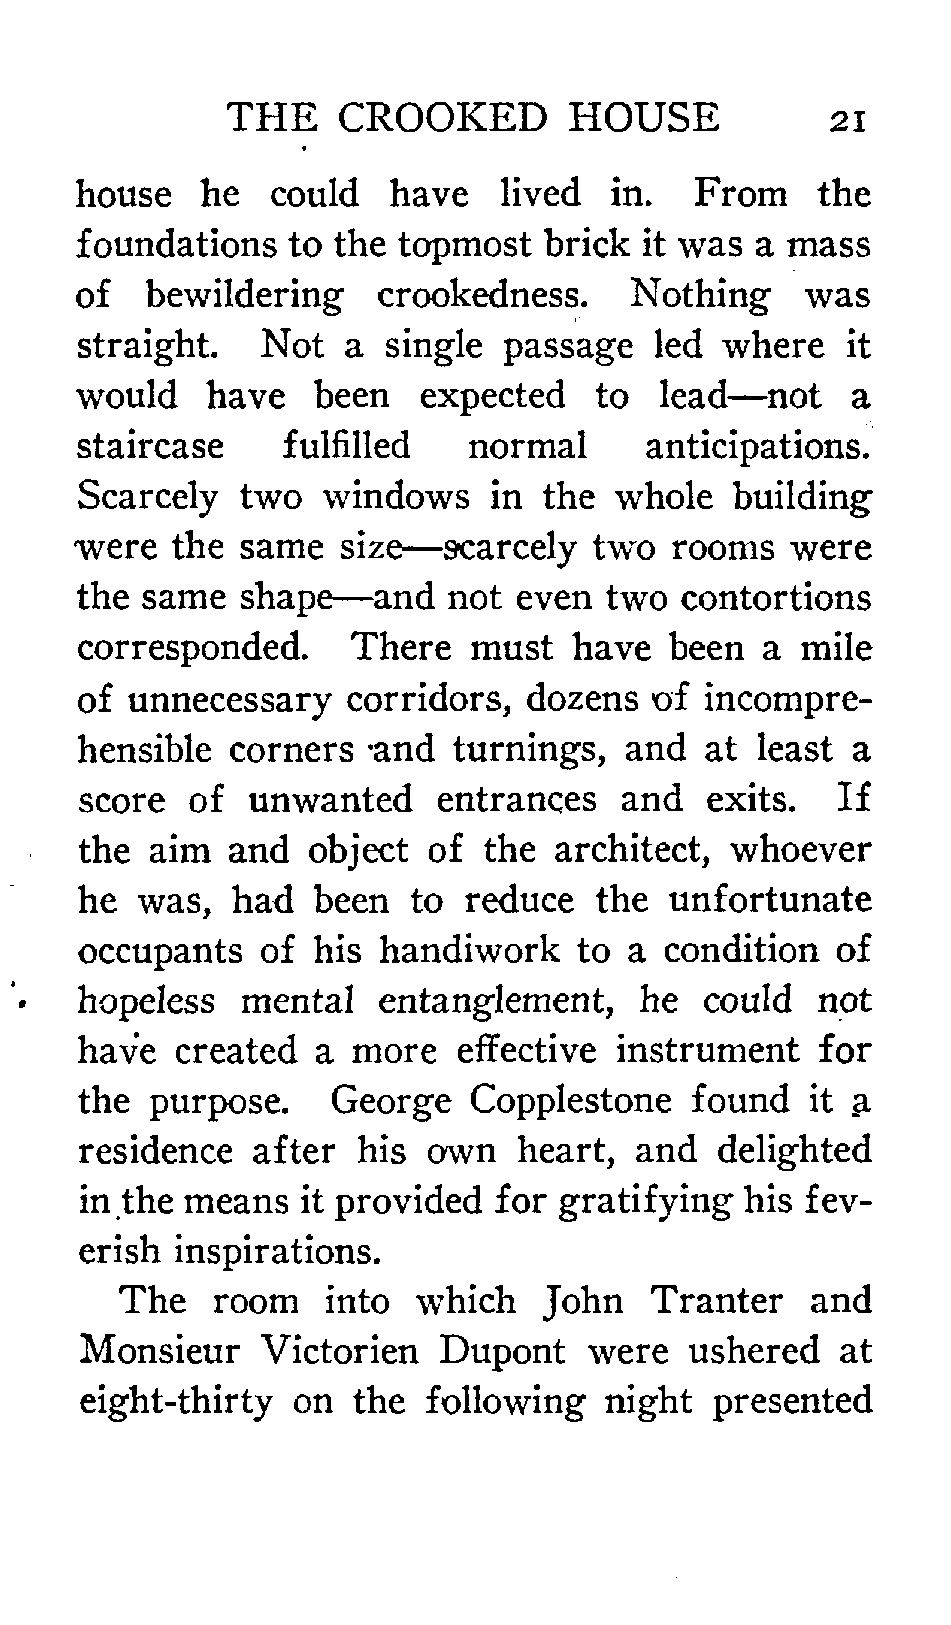 THE CROOKED HOUSE 21
house he could have lived in. From the
foundations to the topmost brick it was a mass
of bewildering crookedness. Nothing was
straight. Not a single passage led where it
would have been expected to lead—not a
staircase fulfilled normal anticipations.
Scarcely two windows in the whole building
were the same size—scarcely two rooms were
the same shape—and not even two contortions
corresponded. There must have been a mile
of unnecessary corridors, dozens of incompre-
hensible corners and turnings, and at least a
score of unwanted entrances and exits. If
the aim and object of the architect, whoever
he was, had been to reduce the unfortunate
occupants of his handiwork to a condition of
hopeless mental entanglement, he could not
have created a more effective instrument for
the purpose. George Copplestone found it a
residence after his own heart, and delighted
in the means it provided for gratifying his fev-
erish inspirations.
The room into which John Tranter and
Monsieur Victorien Dupont were ushered at
eight-thirty on the following night presented